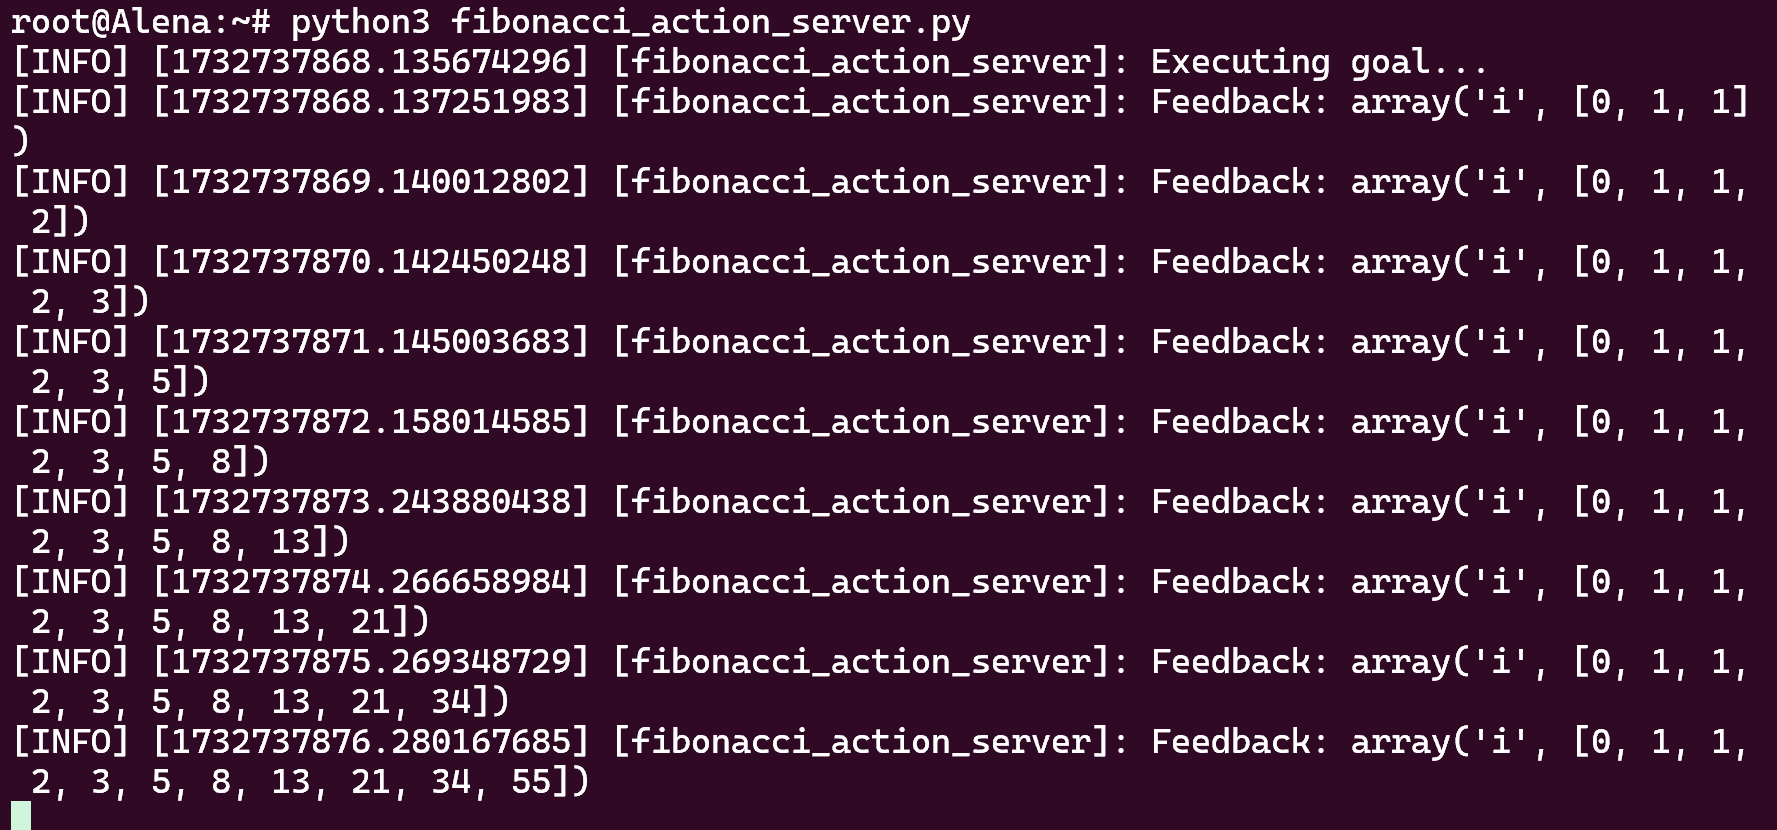 root@Alena:~# python3 fibonacci_action_server.py
[INFO] [1732737868.135674296] [fibonacci_action_server]: Executing goal...
[INFO] [1732737868.137251983] [fibonacci_action_server]: Feedback: array('i', [0, 1, 1]
)
[INFO] [1732737869.140012802] [fibonacci_action_server]: Feedback: array('i', [0, 1, 1,
 2])
[INFO] [1732737870.142450248] [fibonacci_action_server]: Feedback: array('i', [0, 1, 1,
 2, 3])
[INFO] [1732737871.145003683] [fibonacci_action_server]: Feedback: array('i', [0, 1, 1,
 2, 3, 5])
[INFO] [1732737872.158014585] [fibonacci_action_server]: Feedback: array('i', [0, 1, 1,
 2, 3, 5, 8])
[INFO] [1732737873.243880438] [fibonacci_action_server]: Feedback: array('i', [0, 1, 1,
 2, 3, 5, 8, 13])
[INFO] [1732737874.266658984] [fibonacci_action_server]: Feedback: array('i', [0, 1, 1,
 2, 3, 5, 8, 13, 21])
[INFO] [1732737875.269348729] [fibonacci_action_server]: Feedback: array('i', [0, 1, 1,
 2, 3, 5, 8, 13, 21, 34])
[INFO] [1732737876.280167685] [fibonacci_action_server]: Feedback: array('i', [0, 1, 1,
 2, 3, 5, 8, 13, 21, 34, 55])